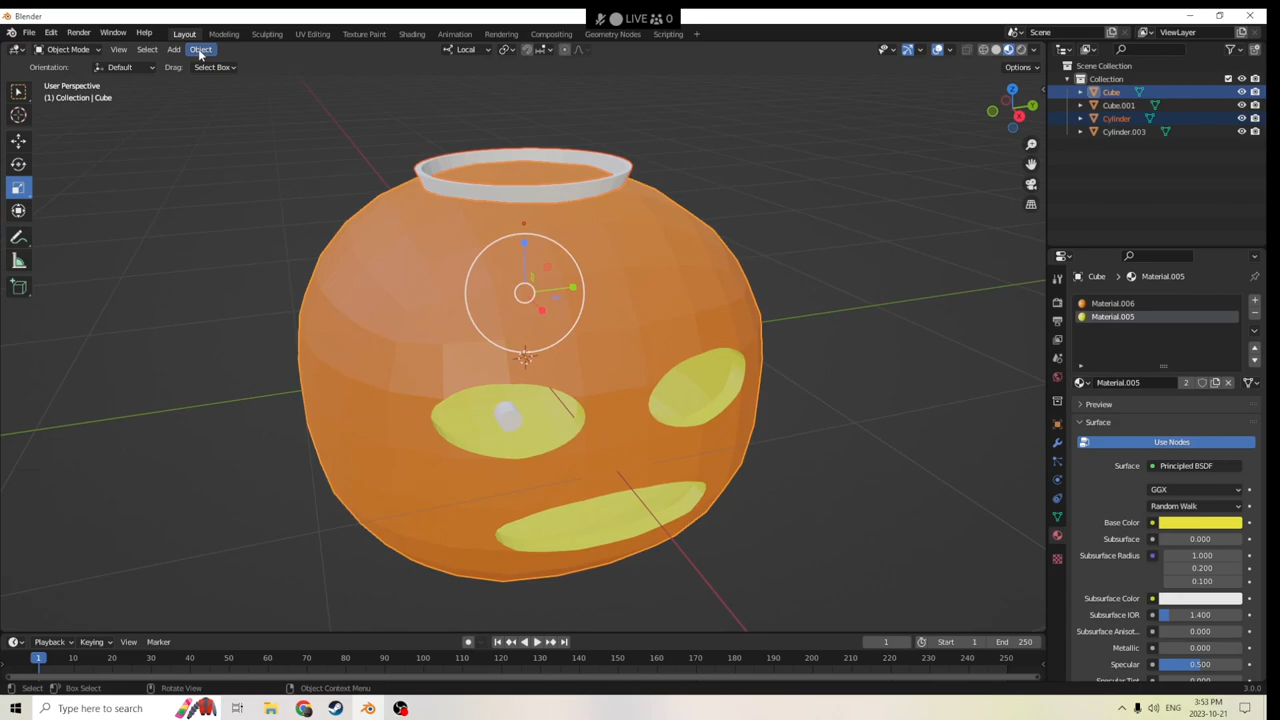 Blender
LIVE 0
File Edit Render Window Help Layout Modeling Sculpting UV Editing Texture Paint Shading Animation Rendering Compositing Geometry Nodes Scripting + Scene ViewLayer
Object Mode View Select Add Object Local
Orientation: Default Drag: Select Box Options
User Perspective
(1) Collection | Cube
Z
Y
X
Scene Collection
Collection
Cube
Cube.001
Cylinder
Cylinder.003
Cube > Material.005
Material.006
Material.005
Material.005 2
Preview
Surface
Use Nodes
Surface Principled BSDF
GGX
Random Walk
Base Color
Subsurface 0.000
Subsurface Radius 1.000
0.200
0.100
Subsurface Color
Subsurface IOR 1.400
Subsurface Anisot... 0.000
Metallic 0.000
Specular 0.500
Playback Keying View Marker 1 Start 1 End 250
1 10 20 30 40 50 60 70 80 90 100 110 120 130 140 150 160 170 180 190 200 210 220 230 240 250
Select Box Select Rotate View Object Context Menu 3.0.0
Type here to search ENG 3:53 PM
2023-10-21